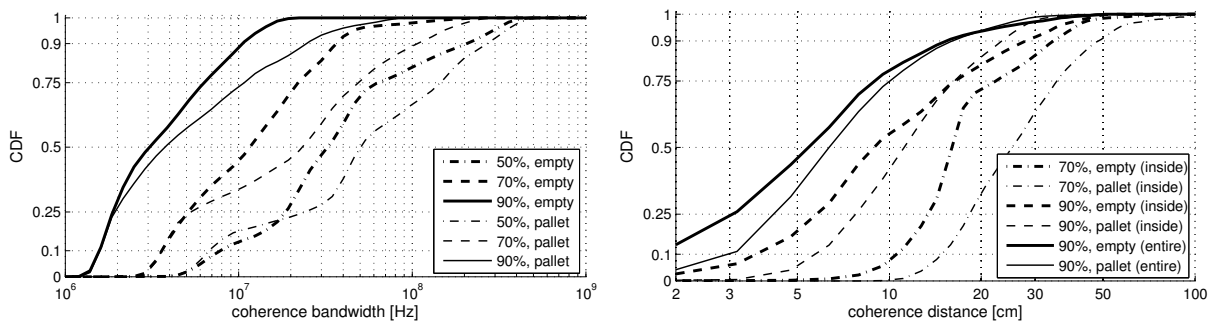 CDF
1
0.9
0.75
0.5
0.25
0.1
0
10^6
10^7
10^8
10^9
coherence bandwidth [Hz]
50%, empty
70%, empty
90%, empty
50%, pallet
70%, pallet
90%, pallet
CDF
1
0.9
0.75
0.5
0.25
0.1
0
2
3
5
10
20
30
50
100
coherence distance [cm]
70%, empty (inside)
70%, pallet (inside)
90%, empty (inside)
90%, pallet (inside)
90%, empty (entire)
90%, pallet (entire)